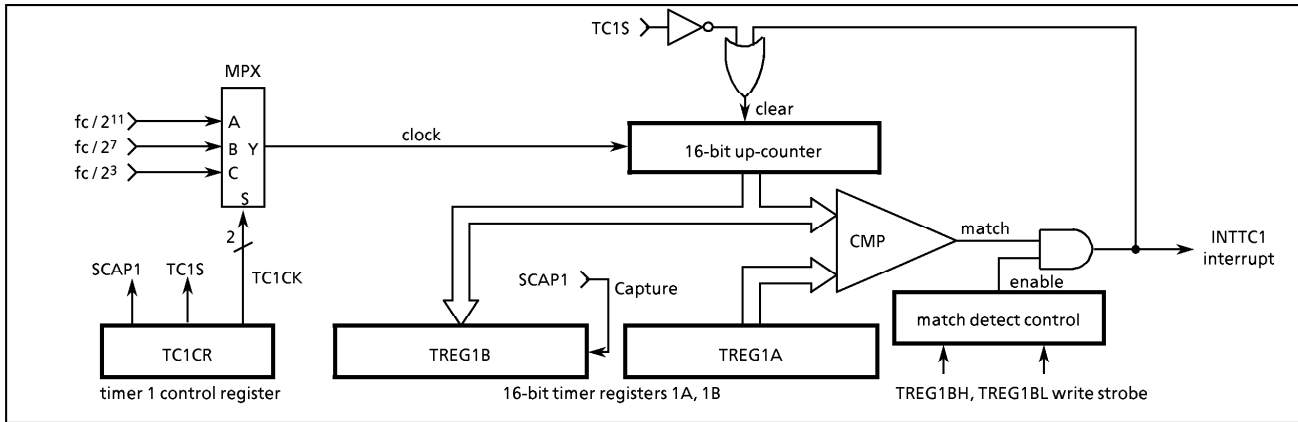 TC1S
MPX
clear
fc / 2¹¹
A
clock
fc / 2⁷
B Y
16-bit up-counter
fc / 2³
C
S
2
CMP
match
INTTC1
interrupt
SCAP1
TC1S
TC1CK
SCAP1
Capture
enable
match detect control
TC1CR
TREG1B
TREG1A
timer 1 control register
16-bit timer registers 1A, 1B
TREG1BH, TREG1BL write strobe